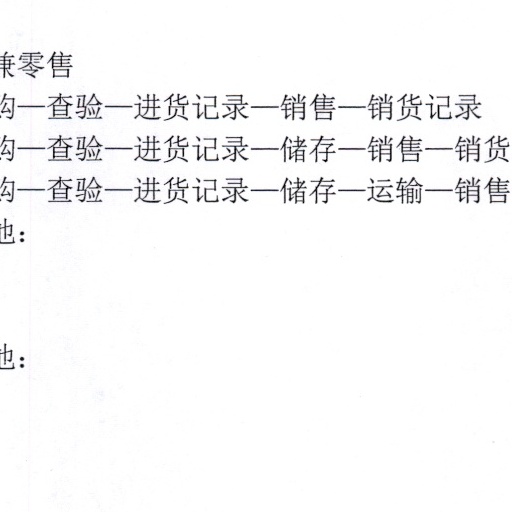 兼零售
购—查验—进货记录—销售—销货记录
购—查验—进货记录—储存—销售—销货
购—查验—进货记录—储存—运输—销售
他：
他：